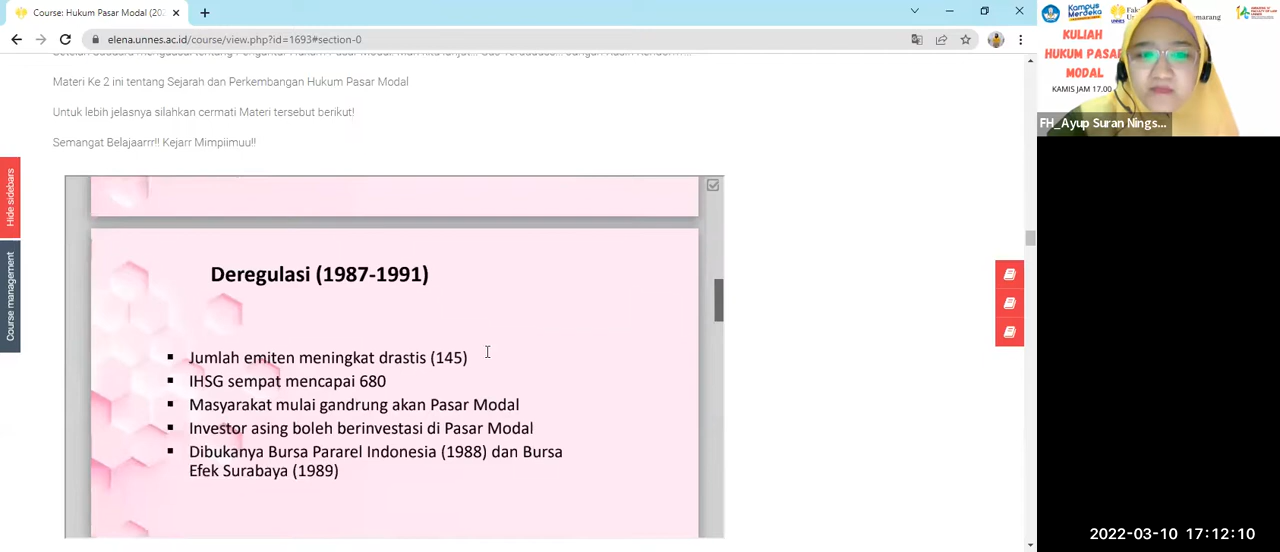 Course: Hukum Pasar Modal (20
elena.unnes.ac.id/course/view.php?id=1693#section-0
Materi Ke 2 ini tentang Sejarah dan Perkembangan Hukum Pasar Modal
Untuk lebih jelasnya silahkan cermati Materi tersebut berikut!
Semangat Belajaarrr!! Kejarr Mimpiimuu!!
Hide sidebars
Course management
Deregulasi (1987-1991)
▪ Jumlah emiten meningkat drastis (145)
▪ IHSG sempat mencapai 680
▪ Masyarakat mulai gandrung akan Pasar Modal
▪ Investor asing boleh berinvestasi di Pasar Modal
▪ Dibukanya Bursa Pararel Indonesia (1988) dan Bursa
Efek Surabaya (1989)
Kampus
Merdeka
KULIAH
HUKUM PASAR
MODAL
KAMIS JAM 17.00
FH_Ayup Suran Nings...
2022-03-10 17:12:10